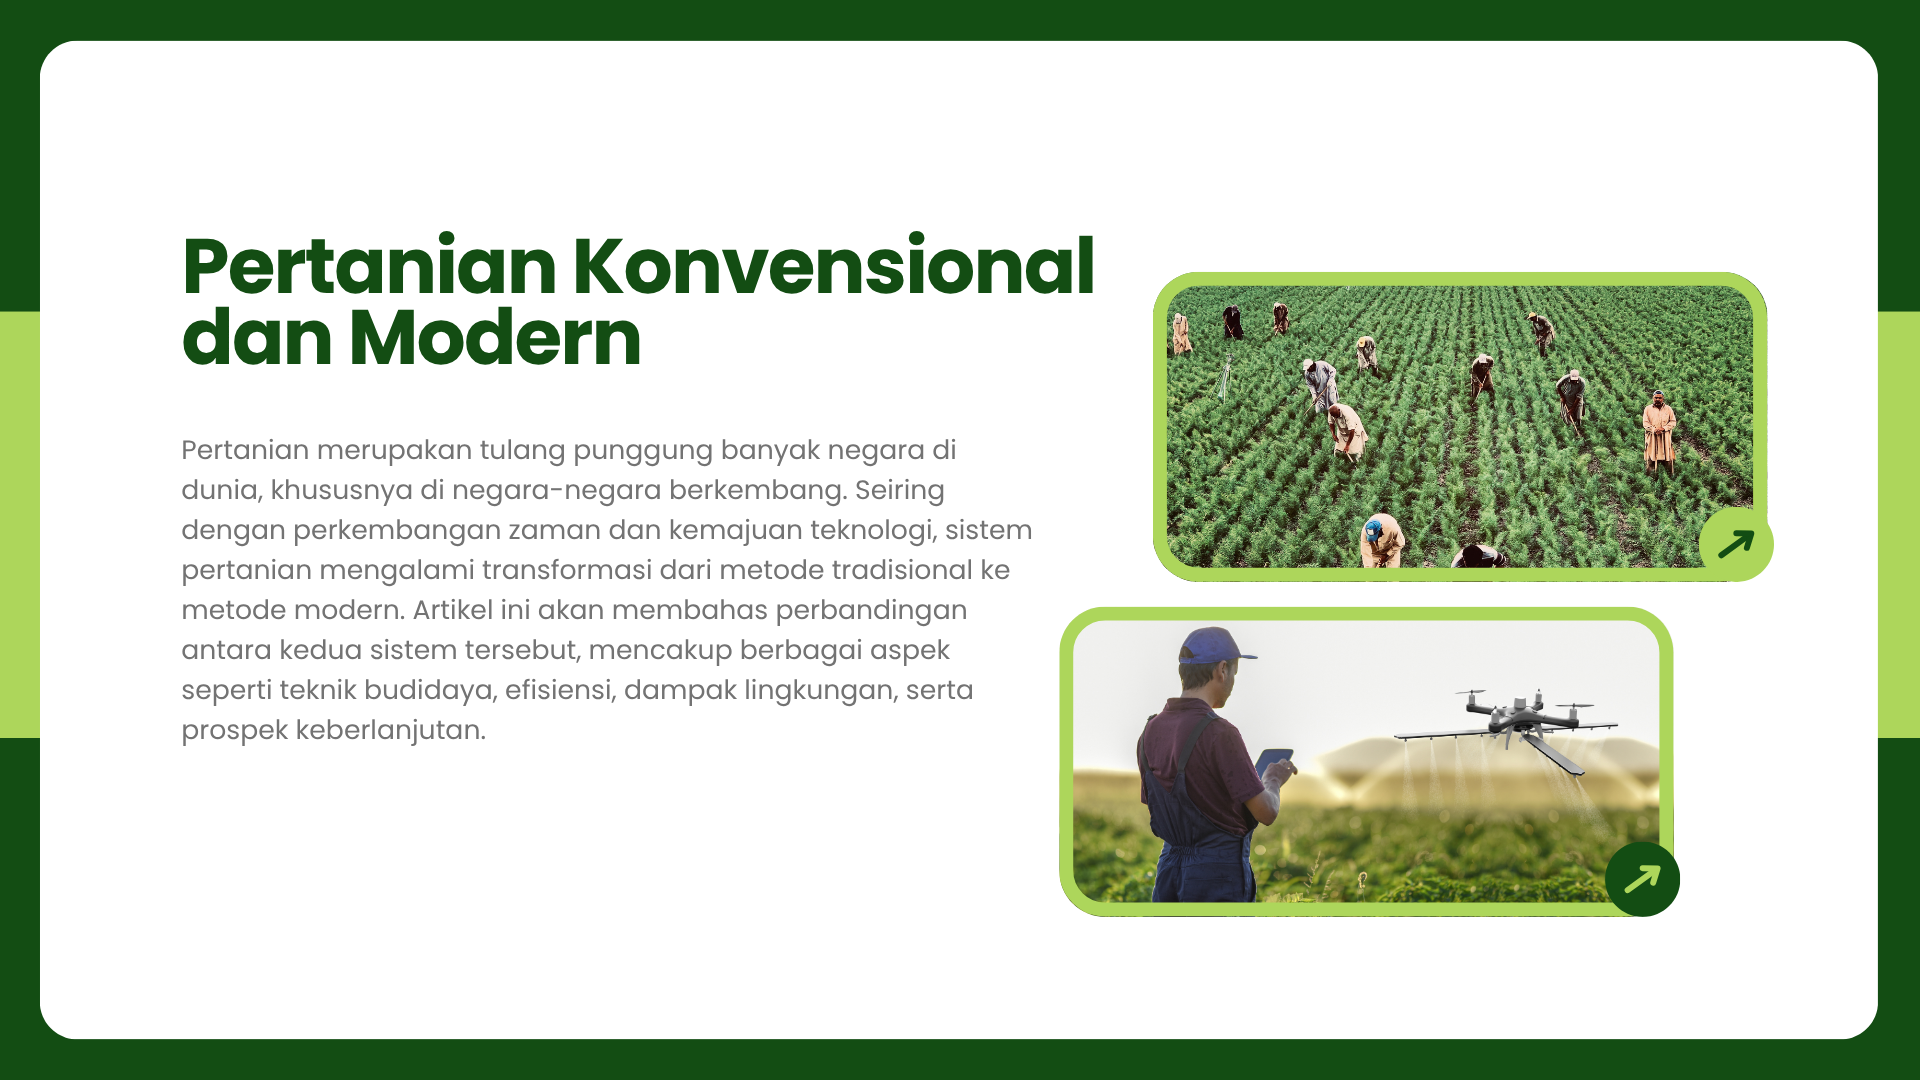 Pertanian Konvensional
dan Modern
Pertanian merupakan tulang punggung banyak negara di
dunia, khususnya di negara-negara berkembang. Seiring
dengan perkembangan zaman dan kemajuan teknologi, sistem
pertanian mengalami transformasi dari metode tradisional ke
metode modern. Artikel ini akan membahas perbandingan
antara kedua sistem tersebut, mencakup berbagai aspek
seperti teknik budidaya, efisiensi, dampak lingkungan, serta
prospek keberlanjutan.